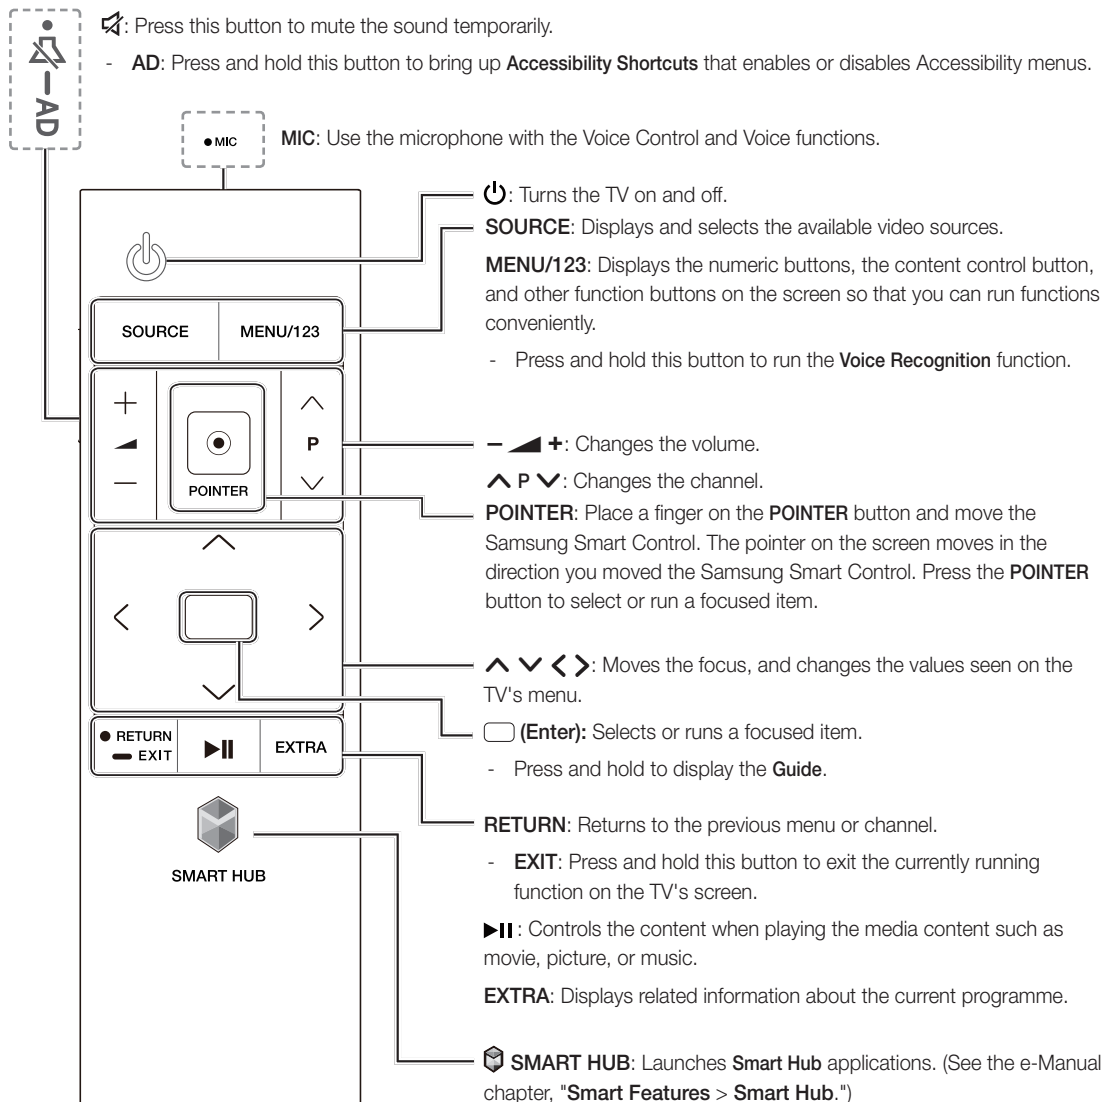 AD
: Press this button to mute the sound temporarily.
- AD: Press and hold this button to bring up Accessibility Shortcuts that enables or disables Accessibility menus.
MIC
MIC: Use the microphone with the Voice Control and Voice functions.
: Turns the TV on and off.
SOURCE: Displays and selects the available video sources.
MENU/123: Displays the numeric buttons, the content control button,
and other function buttons on the screen so that you can run functions
conveniently.
- Press and hold this button to run the Voice Recognition function.
SOURCE
MENU/123
+
P
—
POINTER
− +: Changes the volume.
P : Changes the channel.
POINTER: Place a finger on the POINTER button and move the
Samsung Smart Control. The pointer on the screen moves in the
direction you moved the Samsung Smart Control. Press the POINTER
button to select or run a focused item.
: Moves the focus, and changes the values seen on the
TV's menu.
(Enter): Selects or runs a focused item.
- Press and hold to display the Guide.
RETURN
EXIT
EXTRA
SMART HUB
RETURN: Returns to the previous menu or channel.
- EXIT: Press and hold this button to exit the currently running
function on the TV's screen.
: Controls the content when playing the media content such as
movie, picture, or music.
EXTRA: Displays related information about the current programme.
SMART HUB: Launches Smart Hub applications. (See the e-Manual
chapter, "Smart Features > Smart Hub.")